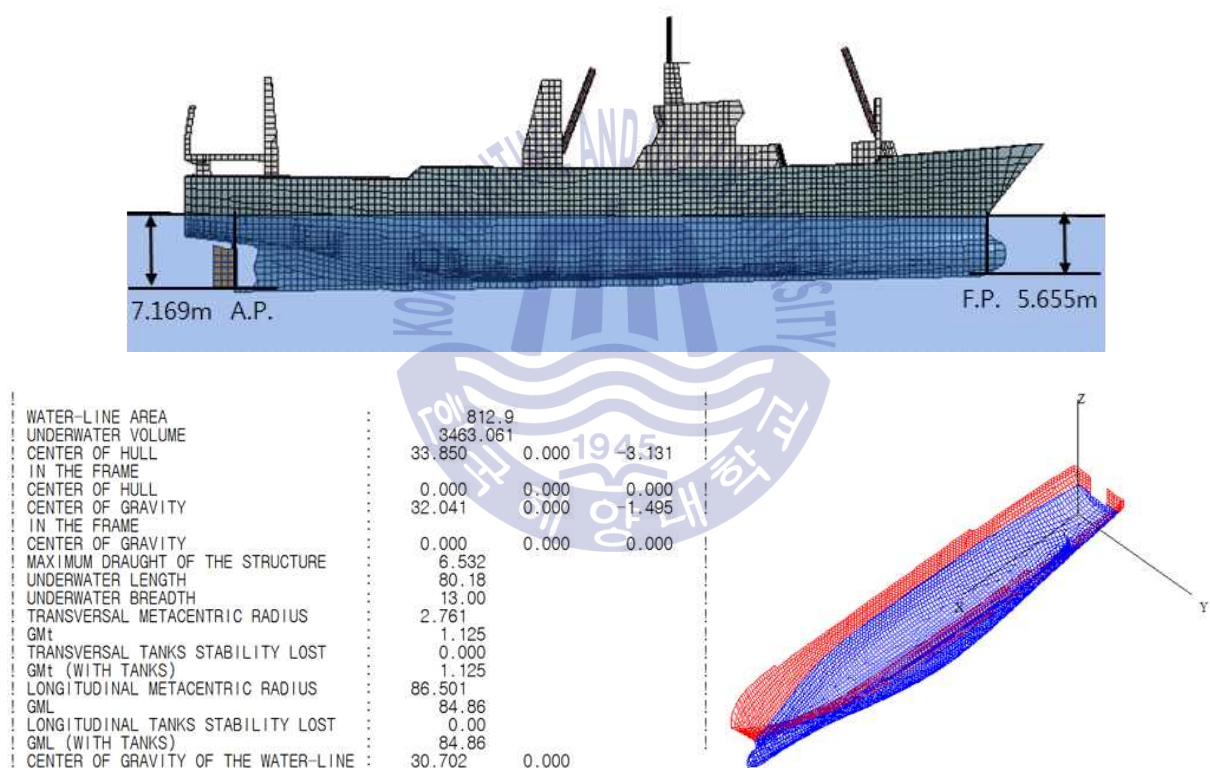 7.169m A.P.
F.P. 5.655m
! WATER-LINE AREA : 812.9
! UNDERWATER VOLUME : 3463.061
! CENTER OF HULL : 33.850 0.000 -3.131 !
! IN THE FRAME
! CENTER OF HULL : 0.000 0.000 0.000 !
! CENTER OF GRAVITY : 32.041 0.000 -1.495 !
! IN THE FRAME
! CENTER OF GRAVITY : 0.000 0.000 0.000 !
! MAXIMUM DRAUGHT OF THE STRUCTURE : 6.532
! UNDERWATER LENGTH : 80.18 !
! UNDERWATER BREADTH : 13.00 !
! TRANSVERSAL METACENTRIC RADIUS : 2.761 !
! GMt : 1.125 !
! TRANSVERSAL TANKS STABILITY LOST : 0.000 !
! GMt (WITH TANKS) : 1.125 !
! LONGITUDINAL METACENTRIC RADIUS : 86.501 !
! GML : 84.86 !
! LONGITUDINAL TANKS STABILITY LOST : 0.00 !
! GML (WITH TANKS) : 84.86 !
! CENTER OF GRAVITY OF THE WATER-LINE : 30.702 0.000
Z
X
Y
1945
해양대학교